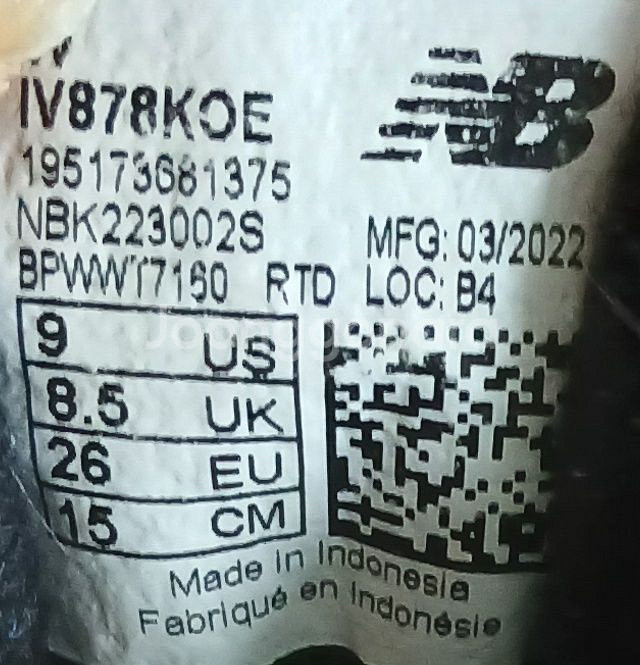 IV878KOE
195173681375
NBK223002S
MFG: 03/2022
BPWWT7160 RTD
LOC: B4
9 US
8.5 UK
26 EU
15 CM
Made in Indonesia
Fabriqué en Indonésie